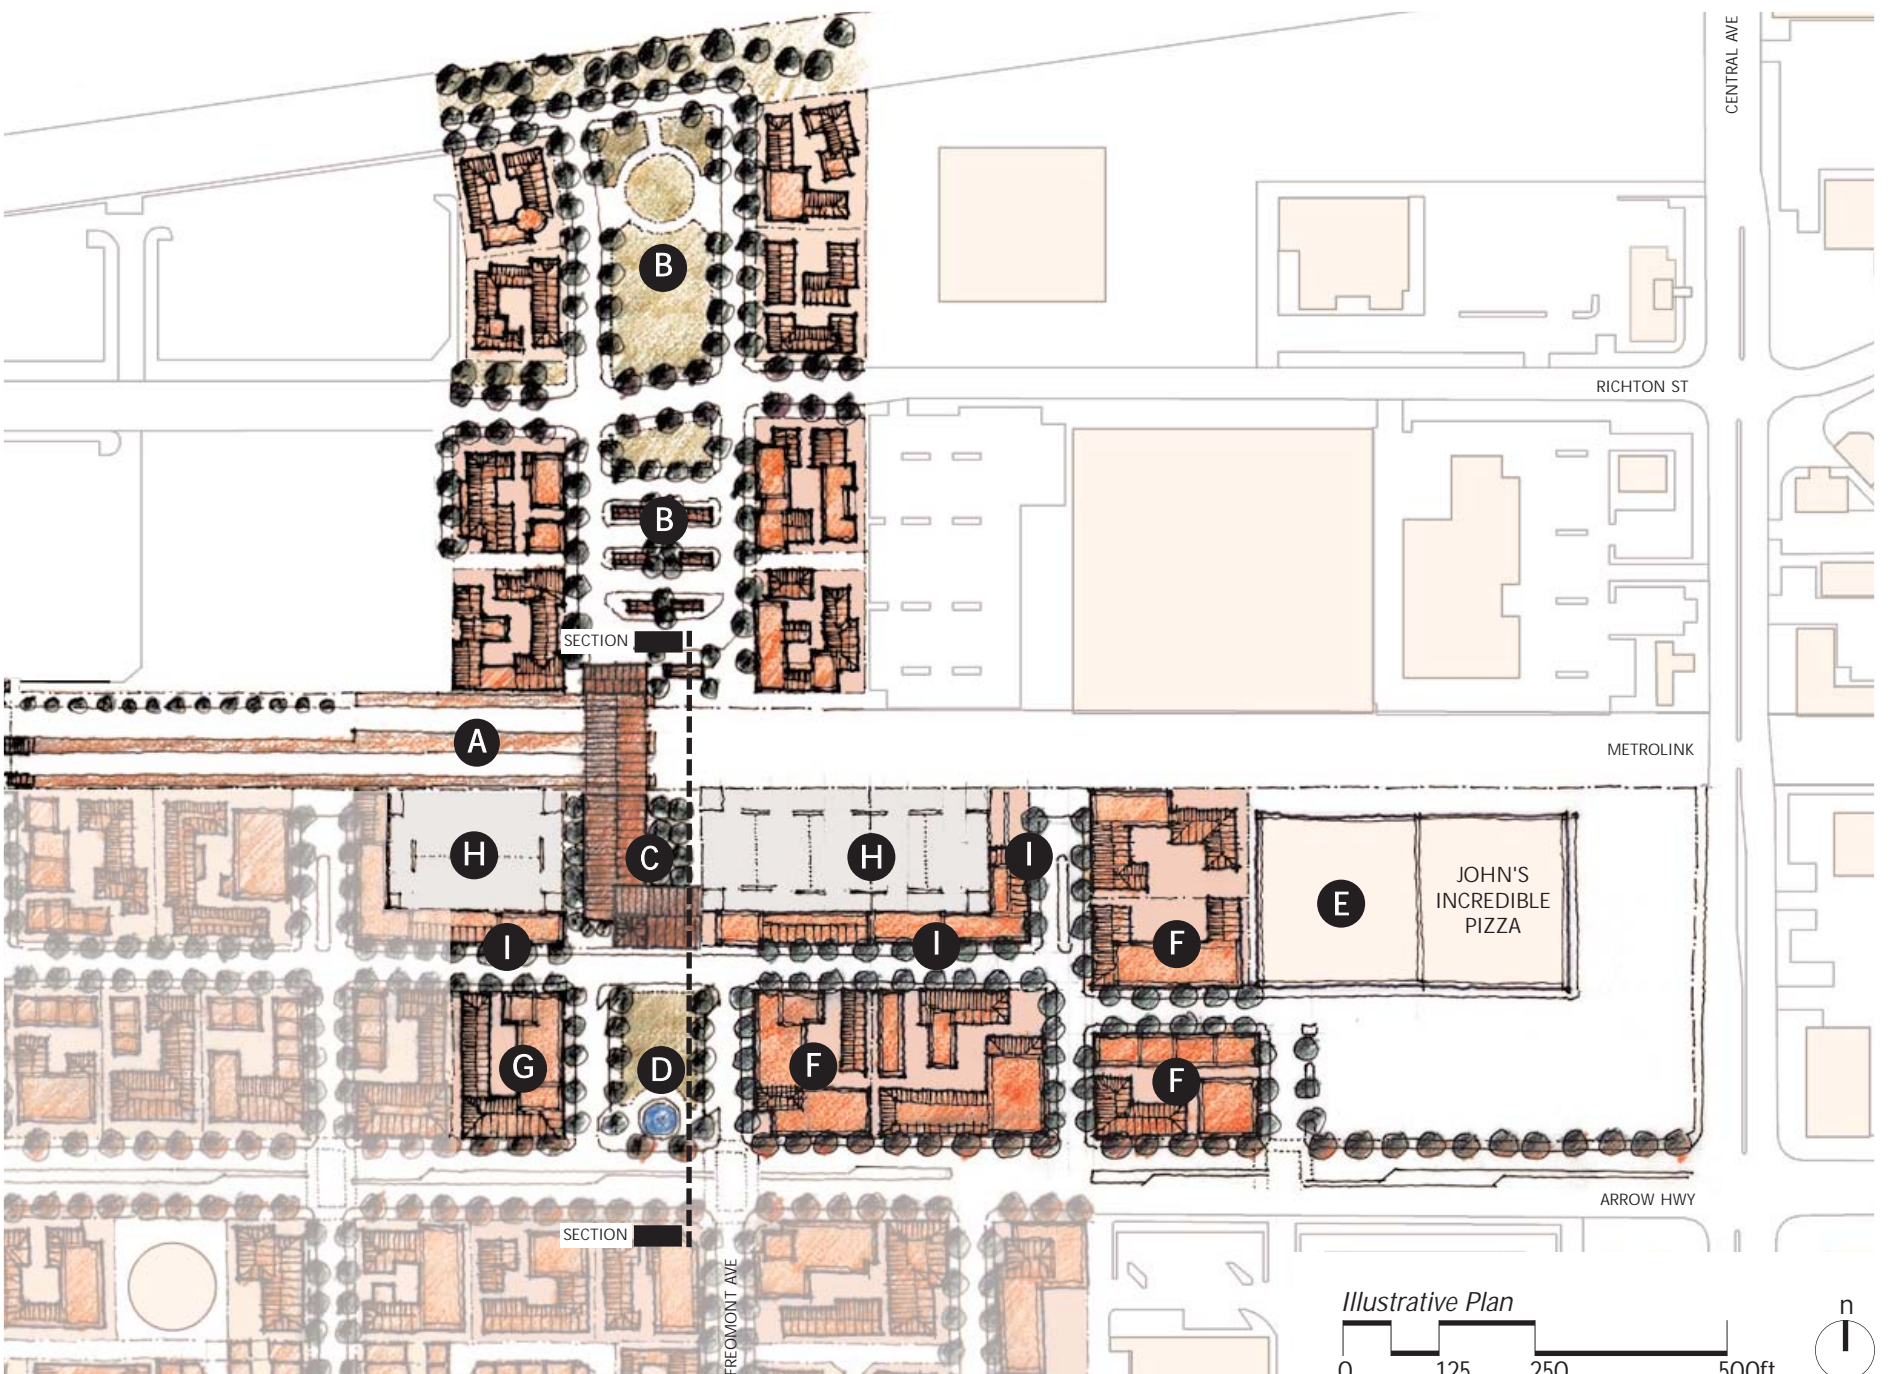 CENTRAL AVE
B
RICHTON ST
B
SECTION
A
METROLINK
H
C
H
I
E
JOHN'S
INCREDIBLE
PIZZA
I
I
F
G
D
F
F
ARROW HWY
SECTION
FREOMONT AVE
Illustrative Plan
n
0 125 250 500ft